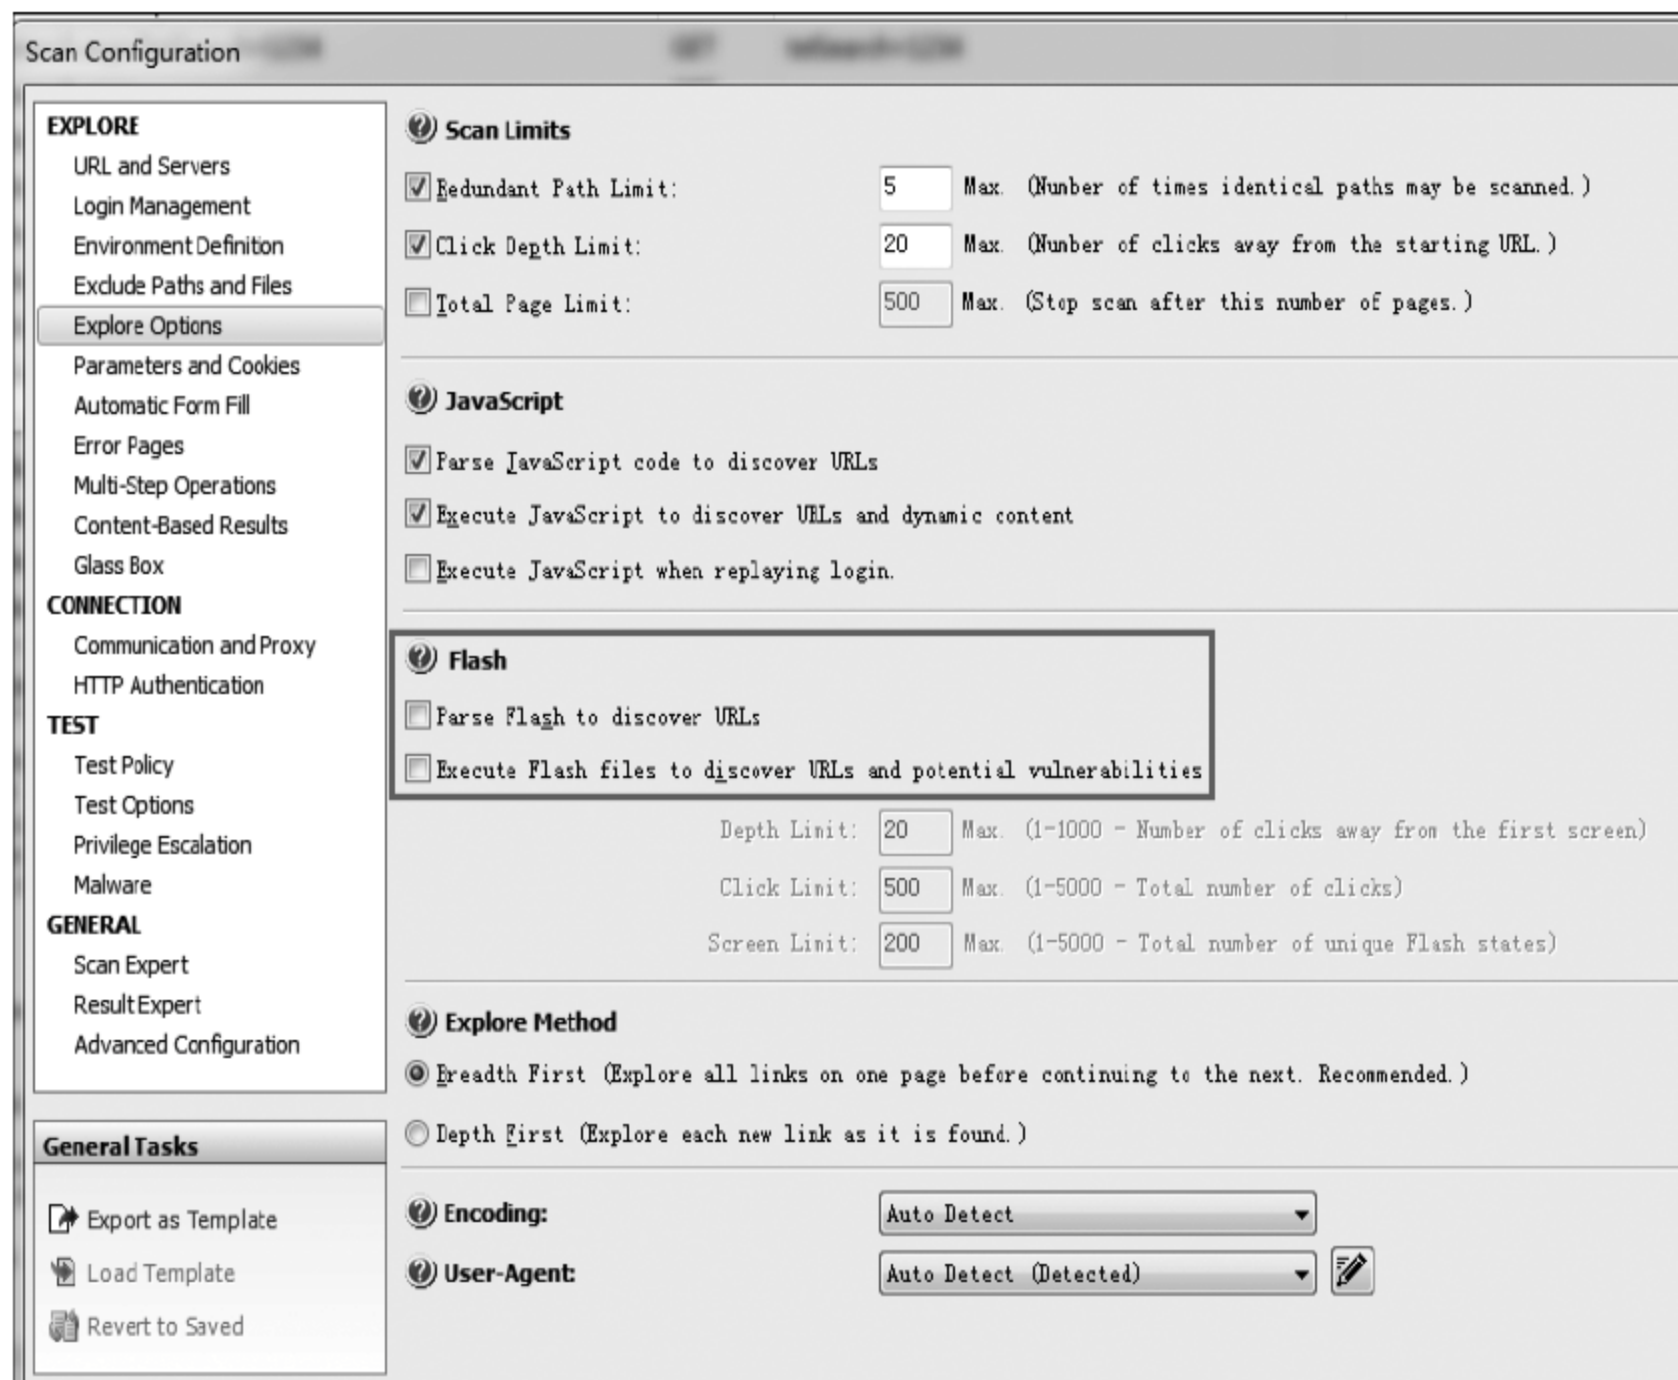 Scan Configuration
EXPLORE
URL and Servers
Login Management
Environment Definition
Exclude Paths and Files
Explore Options
Parameters and Cookies
Automatic Form Fill
Error Pages
Multi-Step Operations
Content-Based Results
Glass Box
CONNECTION
Communication and Proxy
HTTP Authentication
TEST
Test Policy
Test Options
Privilege Escalation
Malware
GENERAL
Scan Expert
Result Expert
Advanced Configuration
General Tasks
Export as Template
Load Template
Revert to Saved
Scan Limits
Redundant Path Limit: 5 Max. (Number of times identical paths may be scanned.)
Click Depth Limit: 20 Max. (Number of clicks away from the starting URL.)
Total Page Limit: 500 Max. (Stop scan after this number of pages.)
JavaScript
Parse JavaScript code to discover URLs
Execute JavaScript to discover URLs and dynamic content
Execute JavaScript when replaying login.
Flash
Parse Flash to discover URLs
Execute Flash files to discover URLs and potential vulnerabilities
Depth Limit: 20 Max. (1-1000 - Number of clicks away from the first screen)
Click Limit: 500 Max. (1-5000 - Total number of clicks)
Screen Limit: 200 Max. (1-5000 - Total number of unique Flash states)
Explore Method
Breadth First (Explore all links on one page before continuing to the next. Recommended.)
Depth First (Explore each new link as it is found.)
Encoding: Auto Detect
User-Agent: Auto Detect (Detected)